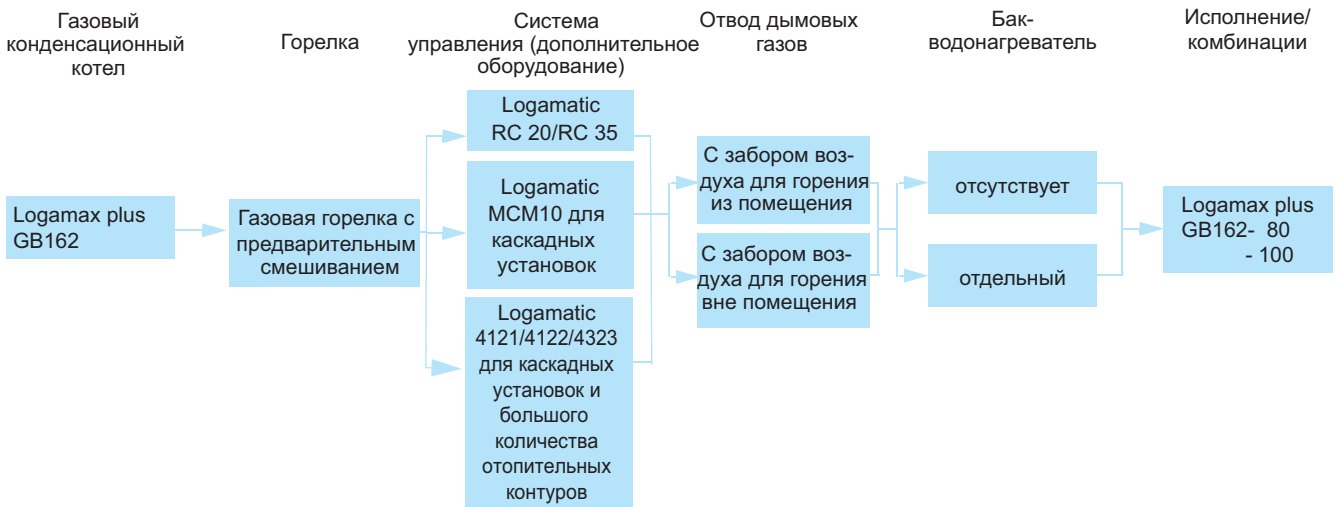 Газовый
конденсационный
котел
Горелка
Система
управления (дополнительное
оборудование)
Отвод дымовых
газов
Бак-
водонагреватель
Исполнение/
комбинации
Logamax plus
GB162
Газовая горелка с
предварительным
смешиванием
Logamatic
RC 20/RC 35
Logamatic
MCM10 для
каскадных
установок
Logamatic
4121/4122/4323
для каскадных
установок и
большого
количества
отопительных
контуров
С забором воз-
духа для горения
из помещения
С забором воз-
духа для горения
вне помещения
отсутствует
отдельный
Logamax plus
GB162- 80
- 100